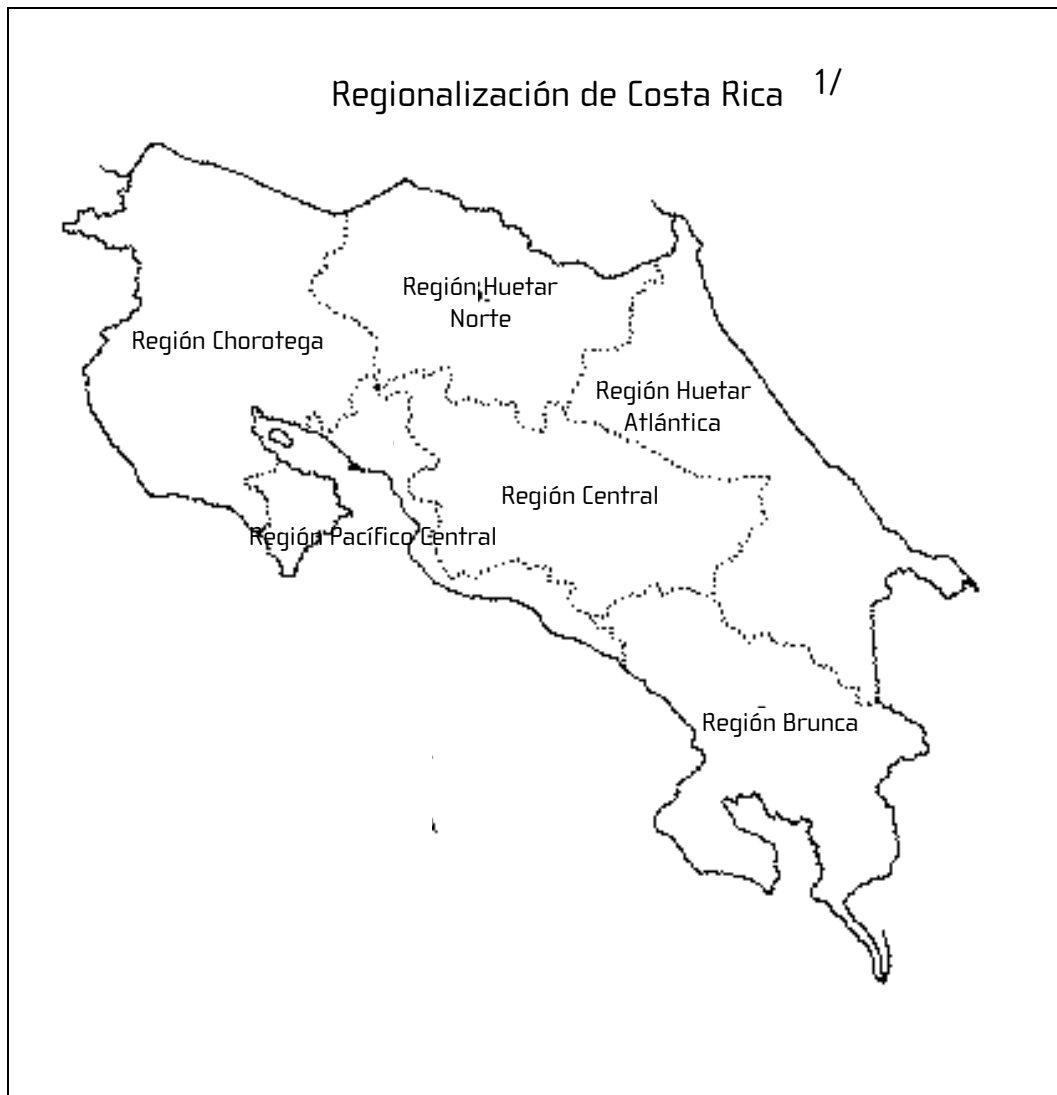 Regionalización de Costa Rica 1/
Región Huetar
Norte
Región Chorotega
Región Huetar
Atlántica
Región Central
Región Pacífico Central
Región Brunca